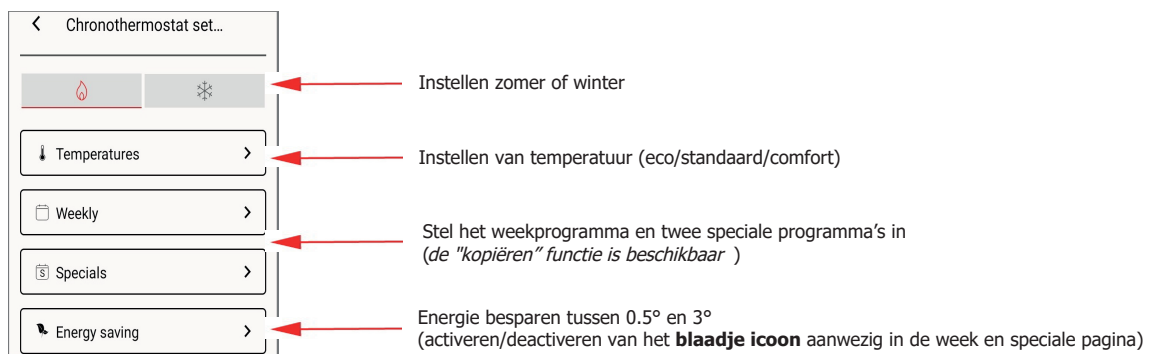 Chronothermostat set...
Instellen zomer of winter
Temperatures
Instellen van temperatuur (eco/standaard/comfort)
Weekly
Stel het weekprogramma en twee speciale programma's in
(de "kopiëren” functie is beschikbaar )
S Specials
Energy saving
Energie besparen tussen 0.5° en 3°
(activeren/deactiveren van het blaadje icoon aanwezig in de week en speciale pagina)